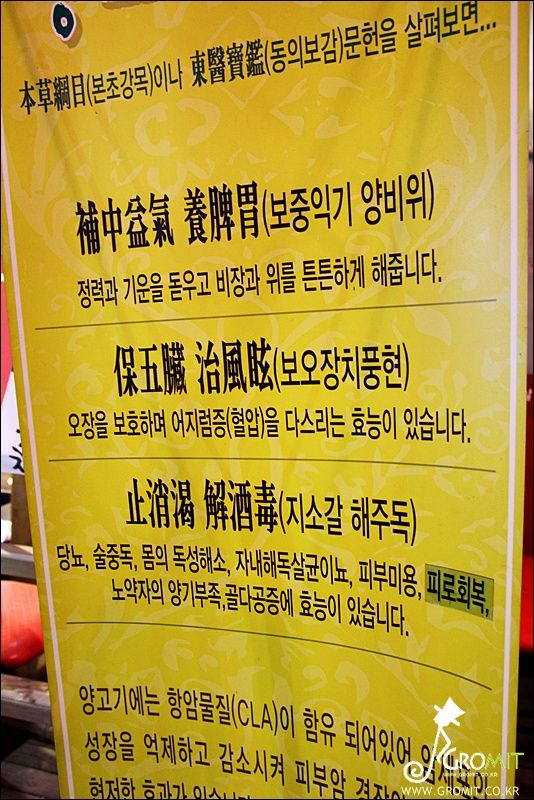 本草綱目(본초강목)이나 東醫寶鑑(동의보감)문헌을 살펴보면...
補中益氣 養脾胃(보중익기 양비위)
정력과 기운을 돋우고 비장과 위를 튼튼하게 해줍니다.
保五臟 治風眩(보오장치풍현)
오장을 보호하며 어지럼증(혈압)을 다스리는 효능이 있습니다.
止消渴 解酒毒(지소갈 해주독)
당뇨, 술중독, 몸의 독성해소, 자내해독살균이뇨, 피부미용, 피로회복,
노약자의 양기부족,골다공증에 효능이 있습니다.
양고기에는 항암물질(CLA)이 함유 되어있어
성장을 억제하고 감소시켜 피부암
현저한 효과가
GROMIT
WWW.GROMIT.CO.KR
WWW.GROMIT.CO.KR